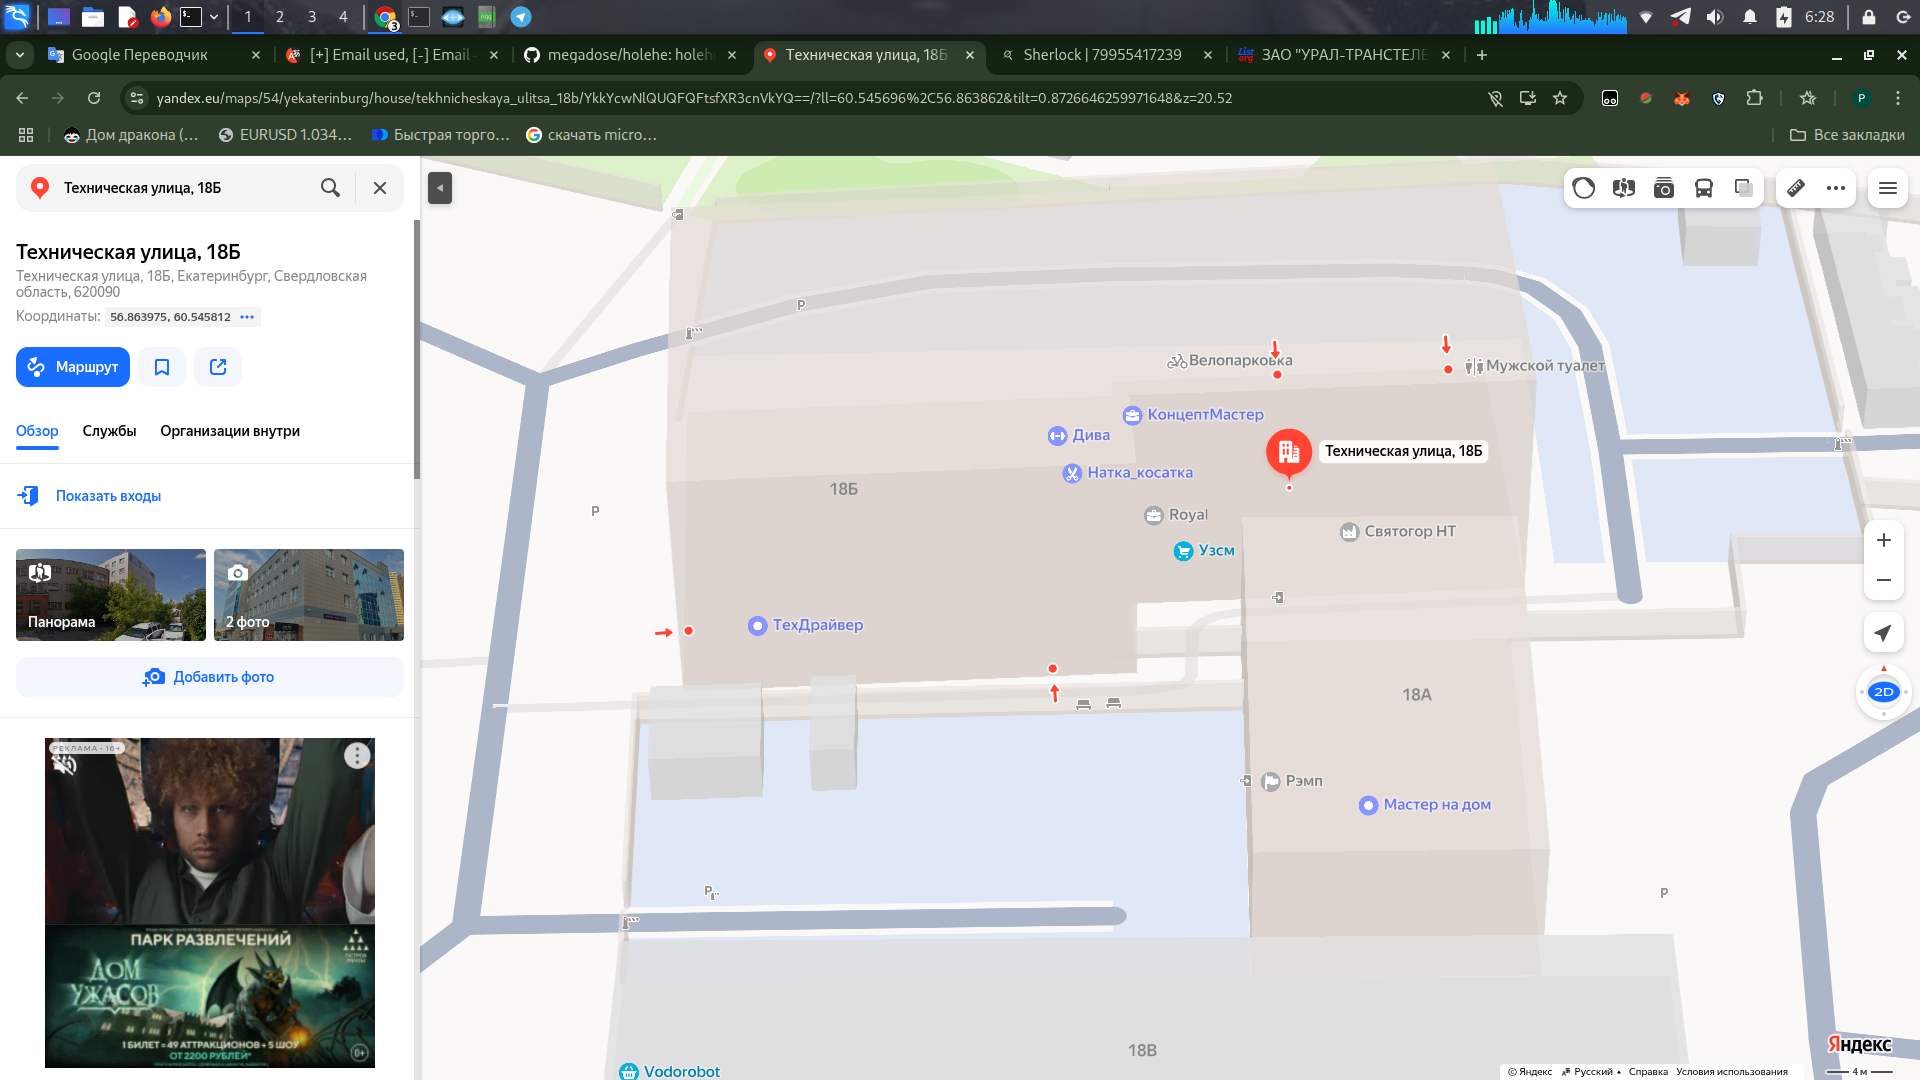 1 2 3 4
3
6:28
Google Переводчик
[+] Email used, [-] Email
megadose/holehe: holeh
Техническая улица, 18Б
Sherlock | 79955417239
ЗАО "УРАЛ-ТРАНСТЕЛЕ
yandex.eu/maps/54/yekaterinburg/house/tekhnicheskaya_ulitsa_18b/YkkYcwNlQUQFQFtsfXR3cnVkYQ==/?ll=60.545696%2C56.863862&tilt=0.8726646259971648&z=20.52
P
Дом дракона (...
EURUSD 1.034...
Быстрая торго...
скачать micro...
Все закладки
Техническая улица, 18Б
Техническая улица, 18Б
Техническая улица, 18Б, Екатеринбург, Свердловская
область, 620090
Координаты: 56.863975, 60.545812
Маршрут
Обзор
Службы
Организации внутри
Показать входы
Панорама
2 фото
Добавить фото
РЕКЛАМА • 16+
ПАРК РАЗВЛЕЧЕНИЙ
ДОМ
УЖАСОВ
1 БИЛЕТ = 49 АТТРАКЦИОНОВ + 5 ШОУ
ОТ 2200 РУБЛЕЙ*
0+
P
Велопарковка
Мужской туалет
КонцептМастер
Дива
Техническая улица, 18Б
Натка_косатка
18Б
P
Royal
Святогор НТ
Узсм
ТехДрайвер
18А
2D
Рэмп
Мастер на дом
P
P
18В
Vodorobot
Яндекс
© Яндекс
Русский
Справка
Условия использования
4 м